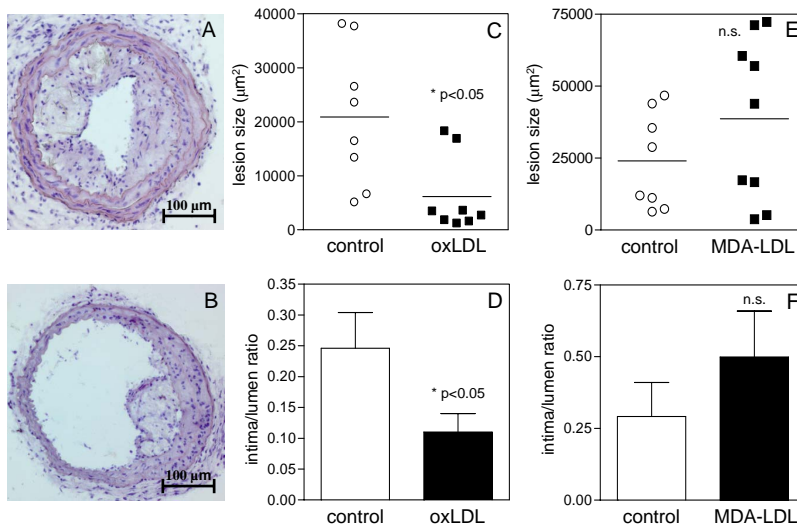 A
100 µm
B
100 µm
C
lesion size (µm²)
40000
30000
20000
10000
0
* p<0.05
control
oxLDL
D
intima/lumen ratio
0.35
0.30
0.25
0.20
0.15
0.10
0.05
0.00
* p<0.05
control
oxLDL
E
lesion size (µm²)
75000
50000
25000
0
n.s.
control
MDA-LDL
F
intima/lumen ratio
0.75
0.50
0.25
0.00
n.s.
control
MDA-LDL